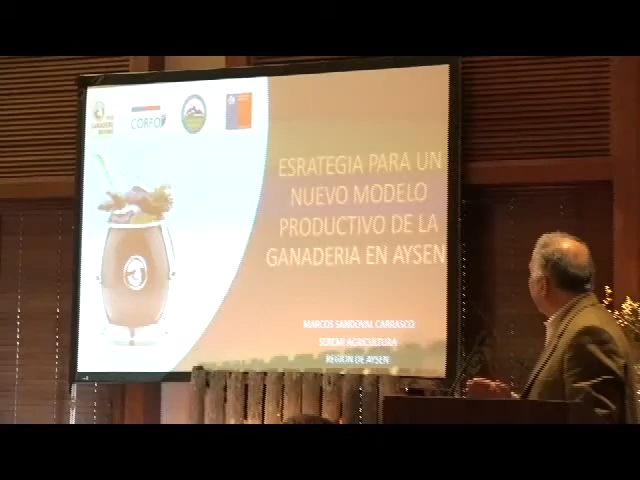 GANADERO
CORFO
ESRATEGIA PARA UN
NUEVO MODELO
PRODUCTIVO DE LA
GANADERIA EN AYSEN
MARCOS SANDOVAL CARRASCO
SEREMI AGRICULTURA
REGION DE AYSEN